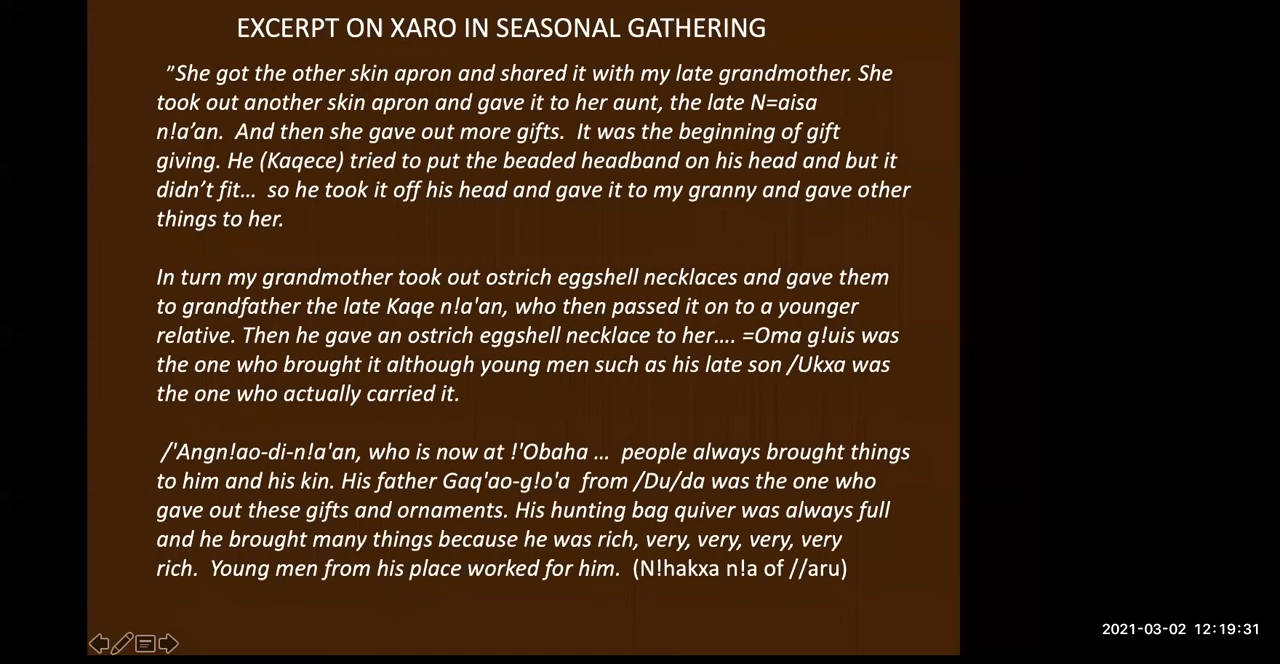 EXCERPT ON XARO IN SEASONAL GATHERING
”She got the other skin apron and shared it with my late grandmother. She
took out another skin apron and gave it to her aunt, the late N=aisa
n!a’an.  And then she gave out more gifts.  It was the beginning of gift
giving. He (Kaqece) tried to put the beaded headband on his head and but it
didn’t fit…  so he took it off his head and gave it to my granny and gave other
things to her.
In turn my grandmother took out ostrich eggshell necklaces and gave them
to grandfather the late Kaqe n!a'an, who then passed it on to a younger
relative. Then he gave an ostrich eggshell necklace to her…. =Oma g!uis was
the one who brought it although young men such as his late son /Ukxa was
the one who actually carried it.
/'Angn!ao-di-n!a'an, who is now at !'Obaha …  people always brought things
to him and his kin. His father Gaq'ao-g!o'a  from /Du/da was the one who
gave out these gifts and ornaments. His hunting bag quiver was always full
and he brought many things because he was rich, very, very, very, very
rich.  Young men from his place worked for him.  (N!hakxa n!a of //aru)
2021-03-02 12:19:31